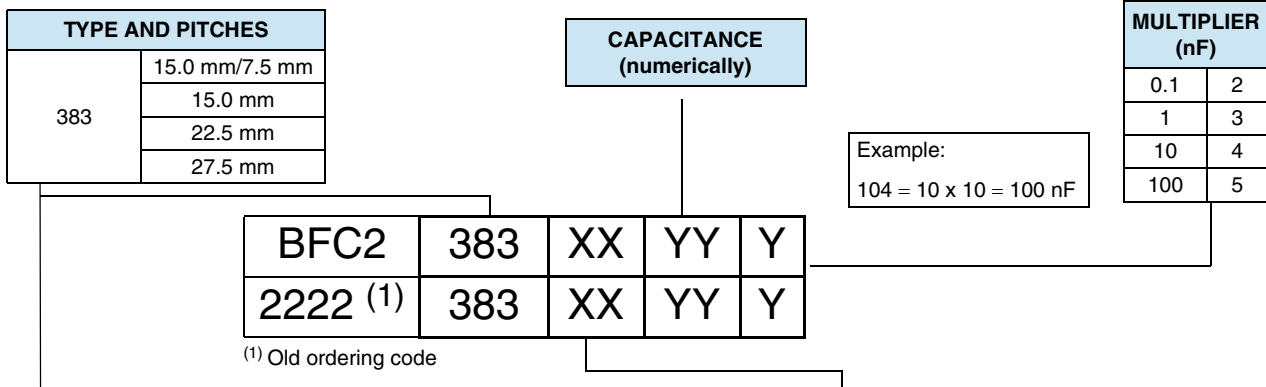 TYPE AND PITCHES
383
15.0 mm/7.5 mm
15.0 mm
22.5 mm
27.5 mm
CAPACITANCE
(numerically)
MULTIPLIER
(nF)
0.1 2
1 3
10 4
100 5
Example:
104 = 10 x 10 = 100 nF
BFC2 383 XX YY Y
2222 (1) 383 XX YY Y
(1) Old ordering code